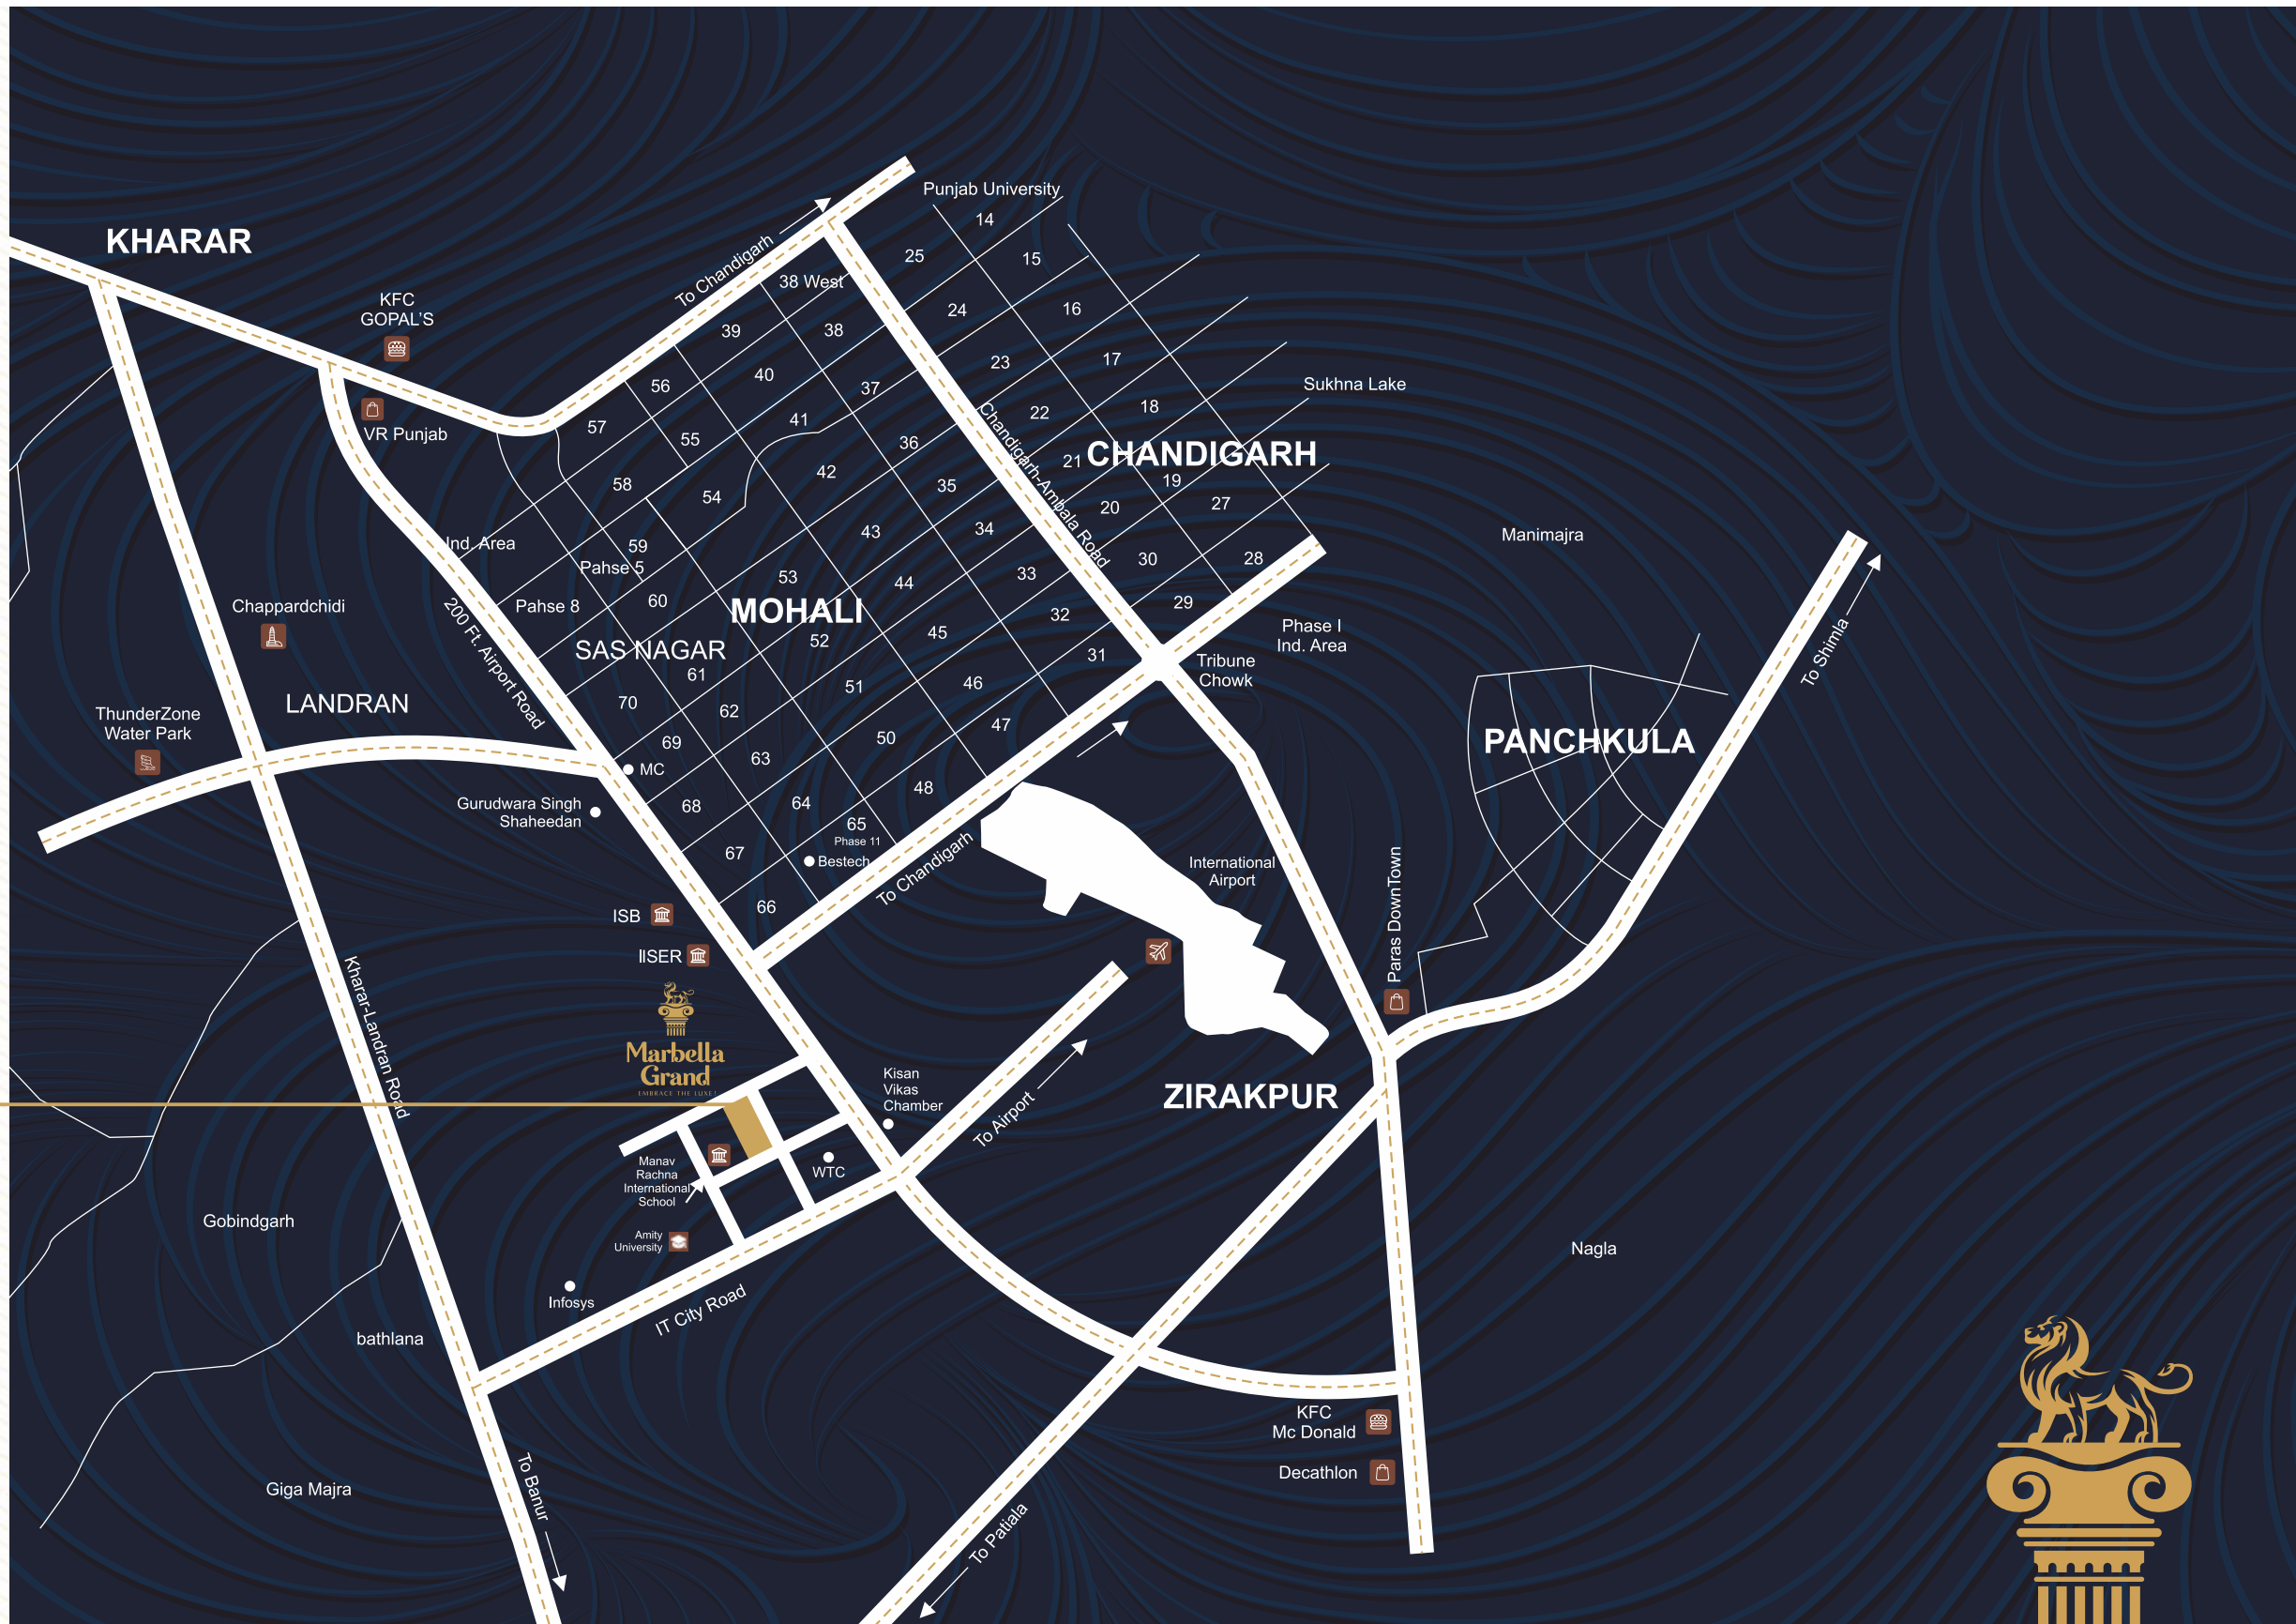 Punjab University
14
KHARAR
To Chandigarh
25
15
38 West
KFC
GOPAL'S
24
16
39
38
23
17
Sukhna Lake
56
40
37
22
18
57
41
36
VR Punjab
55
Chandigarh-Ambala Road
21
CHANDIGARH
58
54
42
35
19
20
27
Manimajra
Ind. Area
59
43
34
Pahse 5
30
28
53
44
33
Chappardchidi
200 Ft. Airport Road
Pahse 8
60
MOHALI
32
29
Phase I
Ind. Area
SAS NAGAR
52
45
31
Tribune
Chowk
To Shimla
61
51
46
LANDRAN
70
62
ThunderZone
Water Park
69
50
47
PANCHKULA
MC
63
48
Gurudwara Singh
Shaheedan
68
64
65
Phase 11
67
Bestech
To Chandigarh
International
Airport
Paras DownTown
66
ISB
IISER
Kharar-Landran Road
Marbella
Grand
EMBRACE THE LUXE!
Kisan
Vikas
Chamber
To Airport
ZIRAKPUR
Manav
Rachna
International
School
WTC
Gobindgarh
Amity
University
Nagla
Infosys
IT City Road
bathlana
KFC
Mc Donald
Decathlon
Giga Majra
To Banur
To Patiala